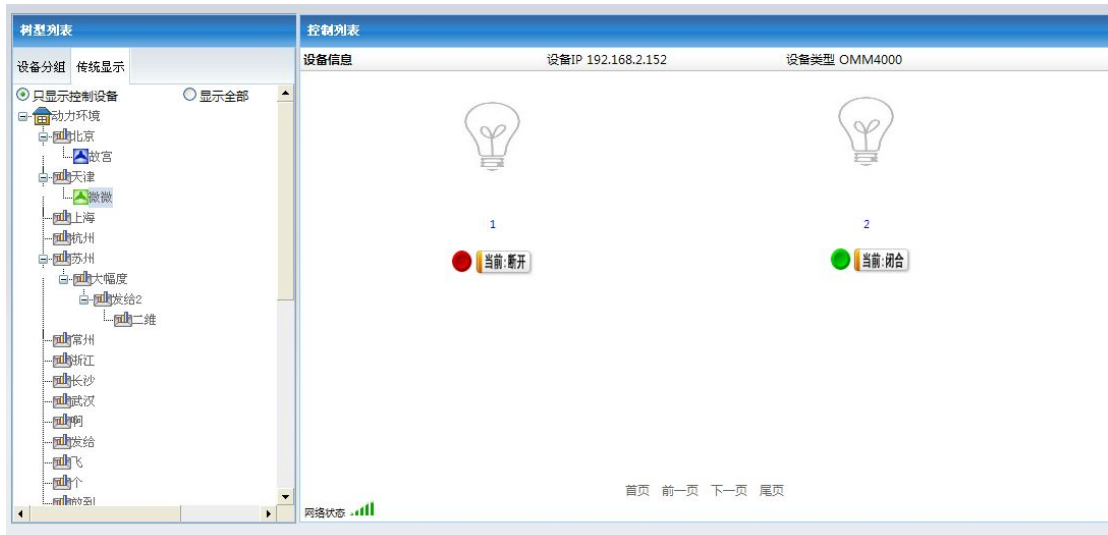 树型列表
设备分组 传统显示
只显示控制设备 显示全部
动力环境
北京
故宫
天津
微微
上海
杭州
苏州
大幅度
发给2
二维
常州
浙江
长沙
武汉
啊
发给
飞
个
放到
控制列表
设备信息 设备IP 192.168.2.152 设备类型 OMM4000
1 2
当前:断开 当前:闭合
首页 前一页 下一页 尾页
网络状态